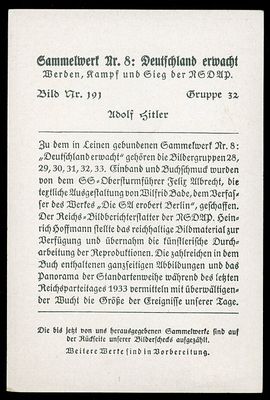 Sammelwerk Nr. 8: Deutschland erwacht
Werden, Kampf und Sieg der NSDAP.
Bild Nr. 191 Gruppe 32
Adolf Hitler
Zu dem in Leinen gebundenen Sammelwerk Nr. 8:
„Deutschland erwacht“ gehören die Bildergruppen 28,
29, 30, 31, 32, 33. Einband und Buchschmuck wurden
von dem SS-Obersturmführer Felix Albrecht, die
textliche Ausgestaltung von Wilfrid Bade, dem Verfas-
ser des Werkes „Die SA erobert Berlin“, geschaffen.
Der Reichs-Bildberichterstatter der NSDAP. Hein-
rich Hoffmann stellte das reichhaltige Bildmaterial zur
Verfügung und übernahm die künstlerische Durch-
arbeitung der Reproduktionen. Die zahlreichen in dem
Buch enthaltenen ganzseitigen Abbildungen und das
Panorama der Standartenweihe während des letzten
Reichsparteitages 1933 vermitteln mit überwältigen-
der Wucht die Größe der Ereignisse unserer Tage.
Die bis jetzt von uns herausgegebenen Sammelwerke sind auf
der Rückseite unserer Bilderschecks aufgezählt.
Weitere Werke sind in Vorbereitung.